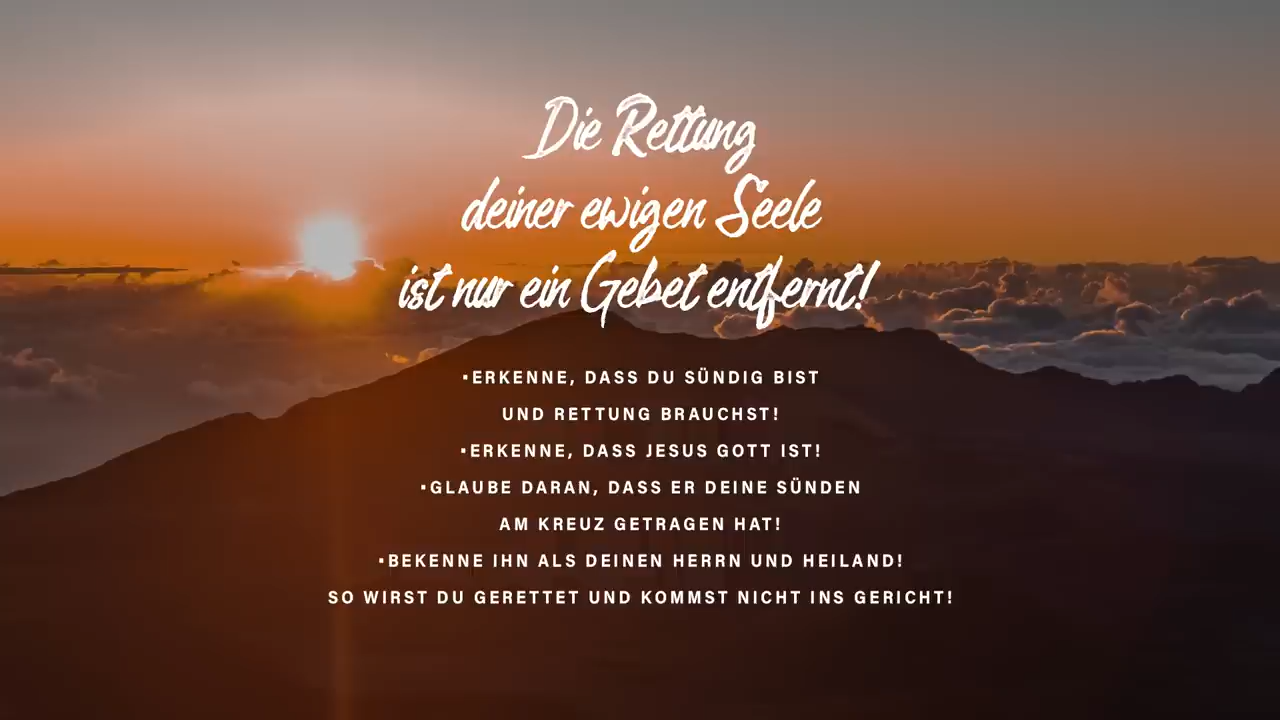 Die Rettung
deiner ewigen Seele
ist nur ein Gebet entfernt!
▪ERKENNE, DASS DU SÜNDIG BIST
UND RETTUNG BRAUCHST!
▪ERKENNE, DASS JESUS GOTT IST!
▪GLAUBE DARAN, DASS ER DEINE SÜNDEN
AM KREUZ GETRAGEN HAT!
▪BEKENNE IHN ALS DEINEN HERRN UND HEILAND!
SO WIRST DU GERETTET UND KOMMST NICHT INS GERICHT!